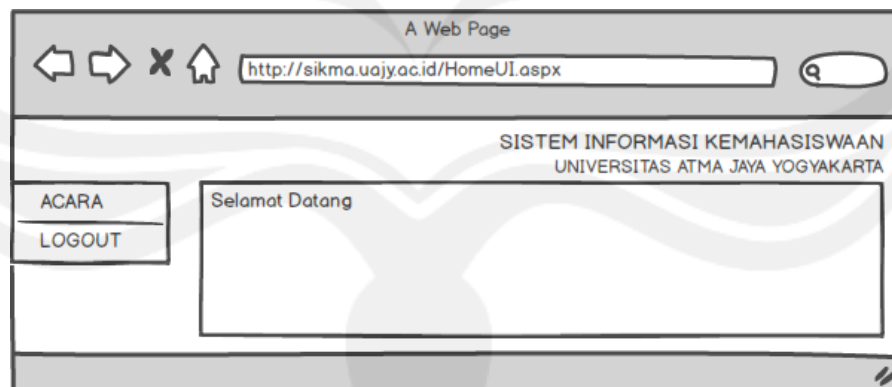 A Web Page
http://sikma.uajy.ac.id/HomeUI.aspx
SISTEM INFORMASI KEMAHASISWAAN
UNIVERSITAS ATMA JAYA YOGYAKARTA
ACARA
LOGOUT
Selamat Datang